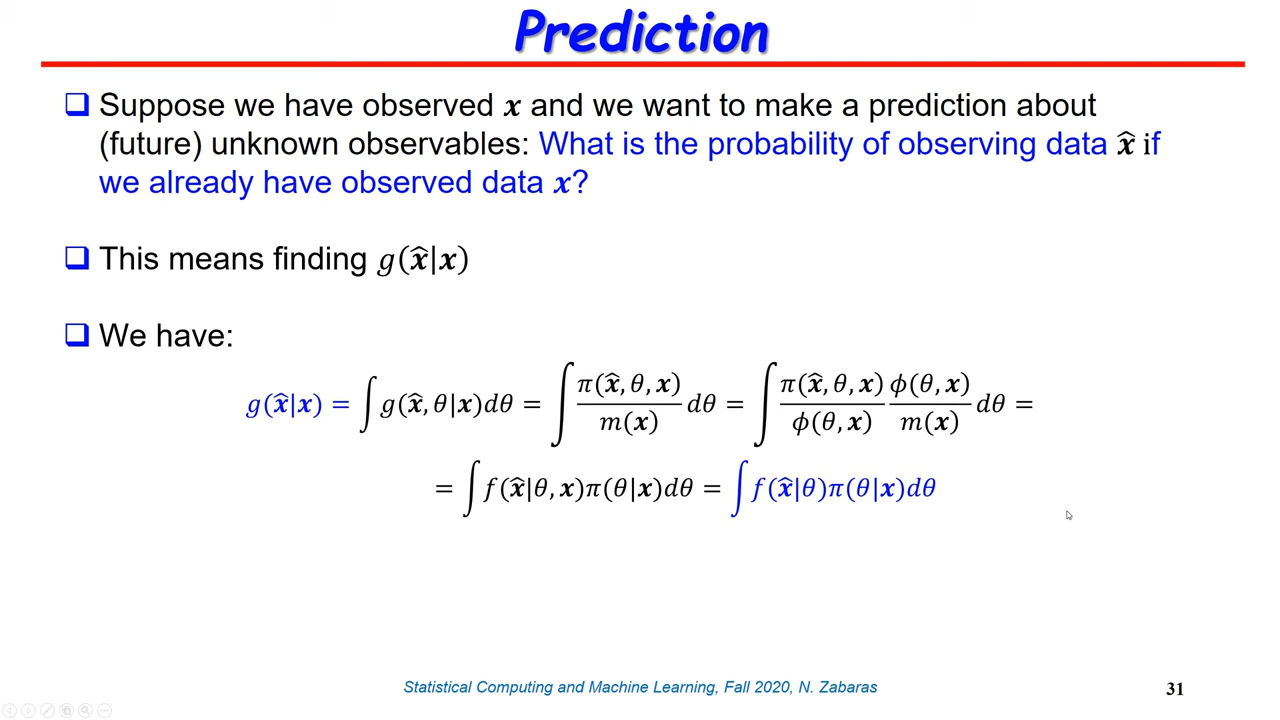 Prediction
❑ Suppose we have observed 𝒙 and we want to make a prediction about
(future) unknown observables: What is the probability of observing data 𝒙̂ if
we already have observed data 𝒙?
❑ This means finding 𝑔(𝒙̂|𝒙)
❑ We have:
𝑔(𝒙̂|𝒙) = ∫ 𝑔(𝒙̂, 𝜃|𝒙)𝑑𝜃 = ∫ 𝜋(𝒙̂, 𝜃, 𝒙)/𝑚(𝒙) 𝑑𝜃 = ∫ 𝜋(𝒙̂, 𝜃, 𝒙)/𝜙(𝜃, 𝒙) 𝜙(𝜃, 𝒙)/𝑚(𝒙) 𝑑𝜃 =
= ∫ 𝑓(𝒙̂|𝜃, 𝒙)𝜋(𝜃|𝒙)𝑑𝜃 = ∫ 𝑓(𝒙̂|𝜃)𝜋(𝜃|𝒙)𝑑𝜃
Statistical Computing and Machine Learning, Fall 2020, N. Zabaras
31